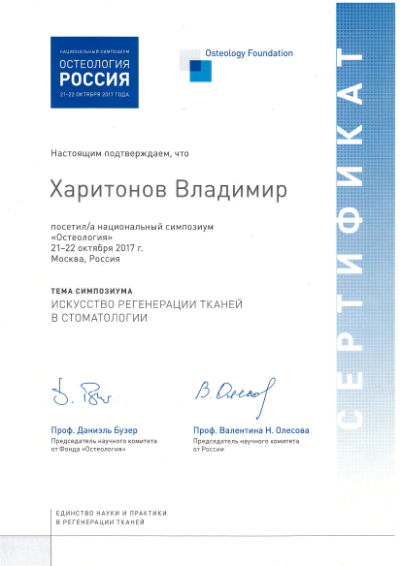 НАЦИОНАЛЬНЫЙ СИМПОЗИУМ
ОСТЕОЛОГИЯ
РОССИЯ
21–22 ОКТЯБРЯ 2017 ГОДА
Osteology Foundation
СЕРТИФИКАТ
Настоящим подтверждаем, что
Харитонов Владимир
посетил/а национальный симпозиум
«Остеология»
21–22 октября 2017 г.
Москва, Россия
ТЕМА СИМПОЗИУМА
ИСКУССТВО РЕГЕНЕРАЦИИ ТКАНЕЙ
В СТОМАТОЛОГИИ
В. Олесова
Проф. Даниэль Бузер
Председатель научного комитета
от Фонда «Остеология»
Проф. Валентина Н. Олесова
Председатель научного комитета
от России
ЕДИНСТВО НАУКИ И ПРАКТИКИ
В РЕГЕНЕРАЦИИ ТКАНЕЙ